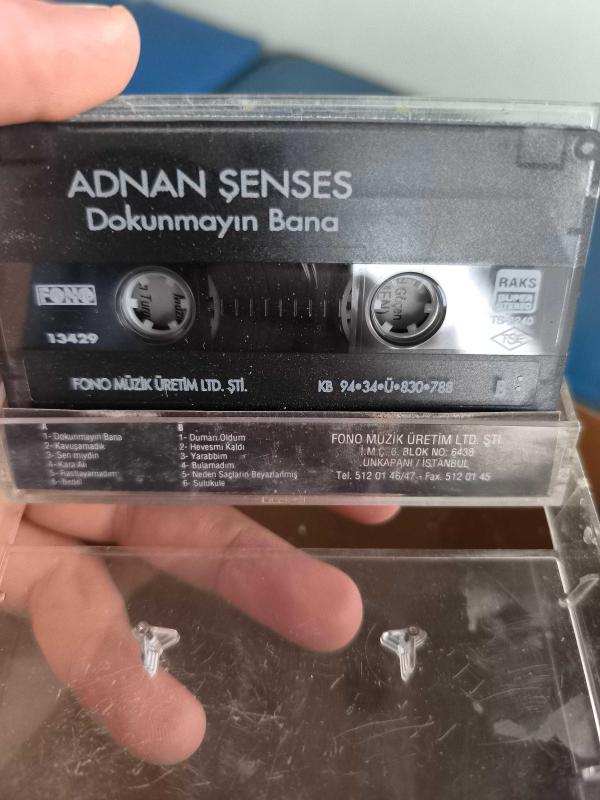 ADNAN ŞENSES
Dokunmayın Bana
FONO
13429
RAKS
SUPER
STEREO
TSE
FONO MÜZİK ÜRETİM LTD. ŞTİ.
KB 94•34•Ü•830•788
B
A
1- Dokunmayın Bana
2- Kavuşamadık
3- Sen miydin
4- Kara Ali
5- Rastlayamadım
B
1- Duman Oldum
2- Hevesmi Kaldı
3- Yarabbim
4- Bulamadım
5- Neden Saçların Beyazlanmış
6- Sulukule
FONO MÜZİK ÜRETİM LTD. ŞTİ.
İ.M.Ç. 6. BLOK NO: 6438
UNKAPANI / İSTANBUL
Tel. 512 01 46/47 - Fax. 512 01 45